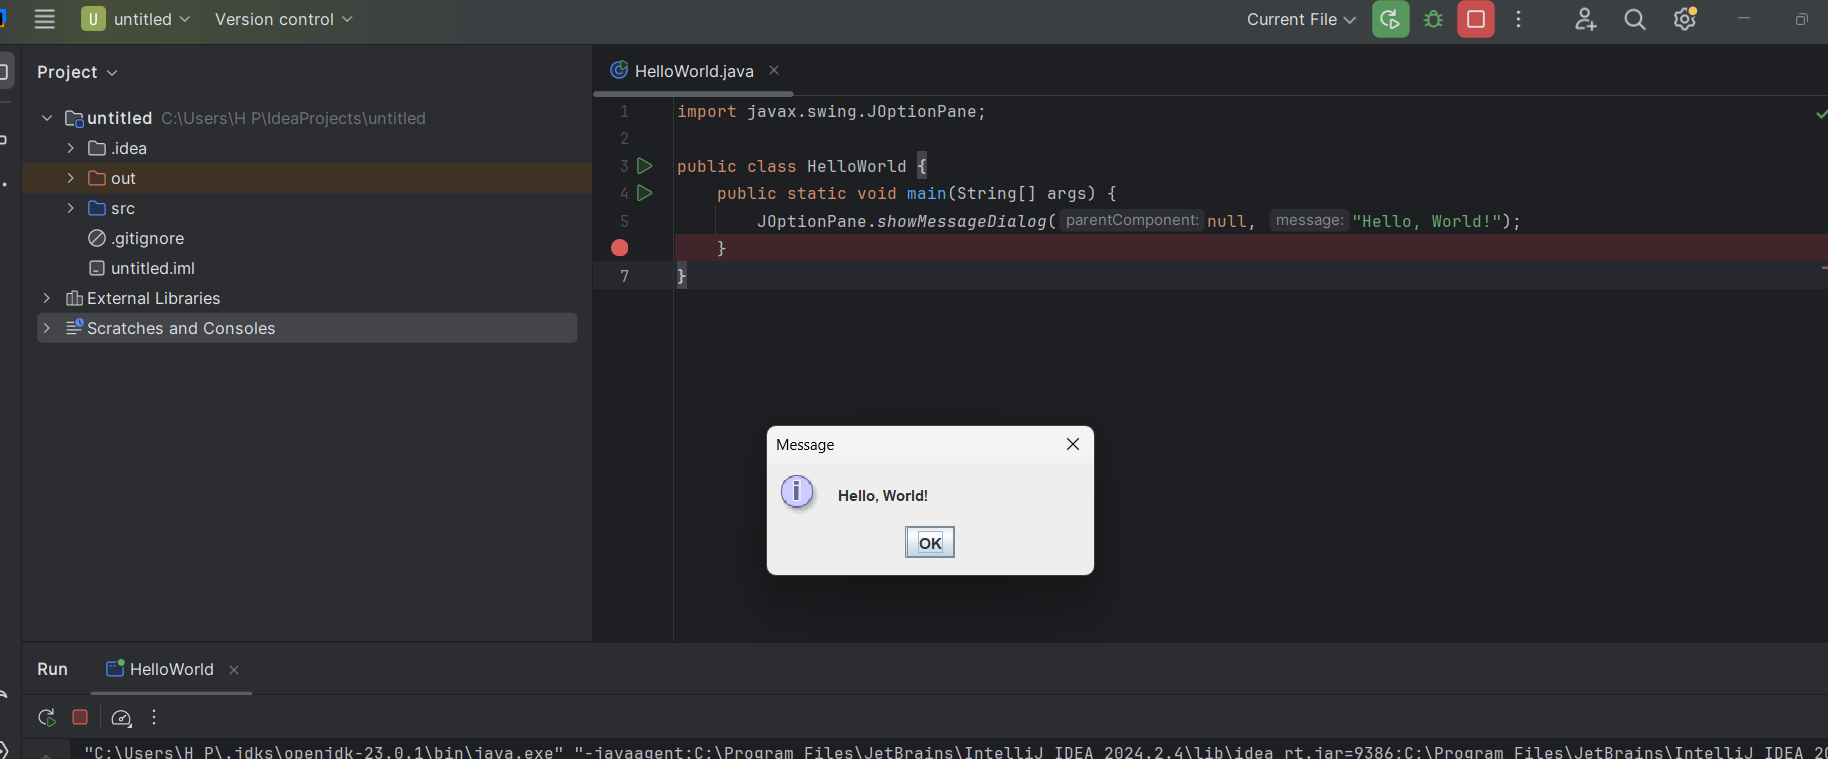 U untitled Version control Current File
Project
HelloWorld.java
untitled C:\Users\H P\IdeaProjects\untitled
.idea
out
src
.gitignore
untitled.iml
External Libraries
Scratches and Consoles
1 import javax.swing.JOptionPane;
2
3 public class HelloWorld {
4 public static void main(String[] args) {
5 JOptionPane.showMessageDialog( parentComponent: null, message: "Hello, World!");
}
7 }
Message
Hello, World!
OK
Run HelloWorld
"C:\Users\H P\.jdks\openjdk-23.0.1\bin\java.exe" "-javaagent:C:\Program Files\JetBrains\IntelliJ IDEA 2024.2.4\lib\idea_rt.jar=9386:C:\Program Files\JetBrains\IntelliJ IDEA 20